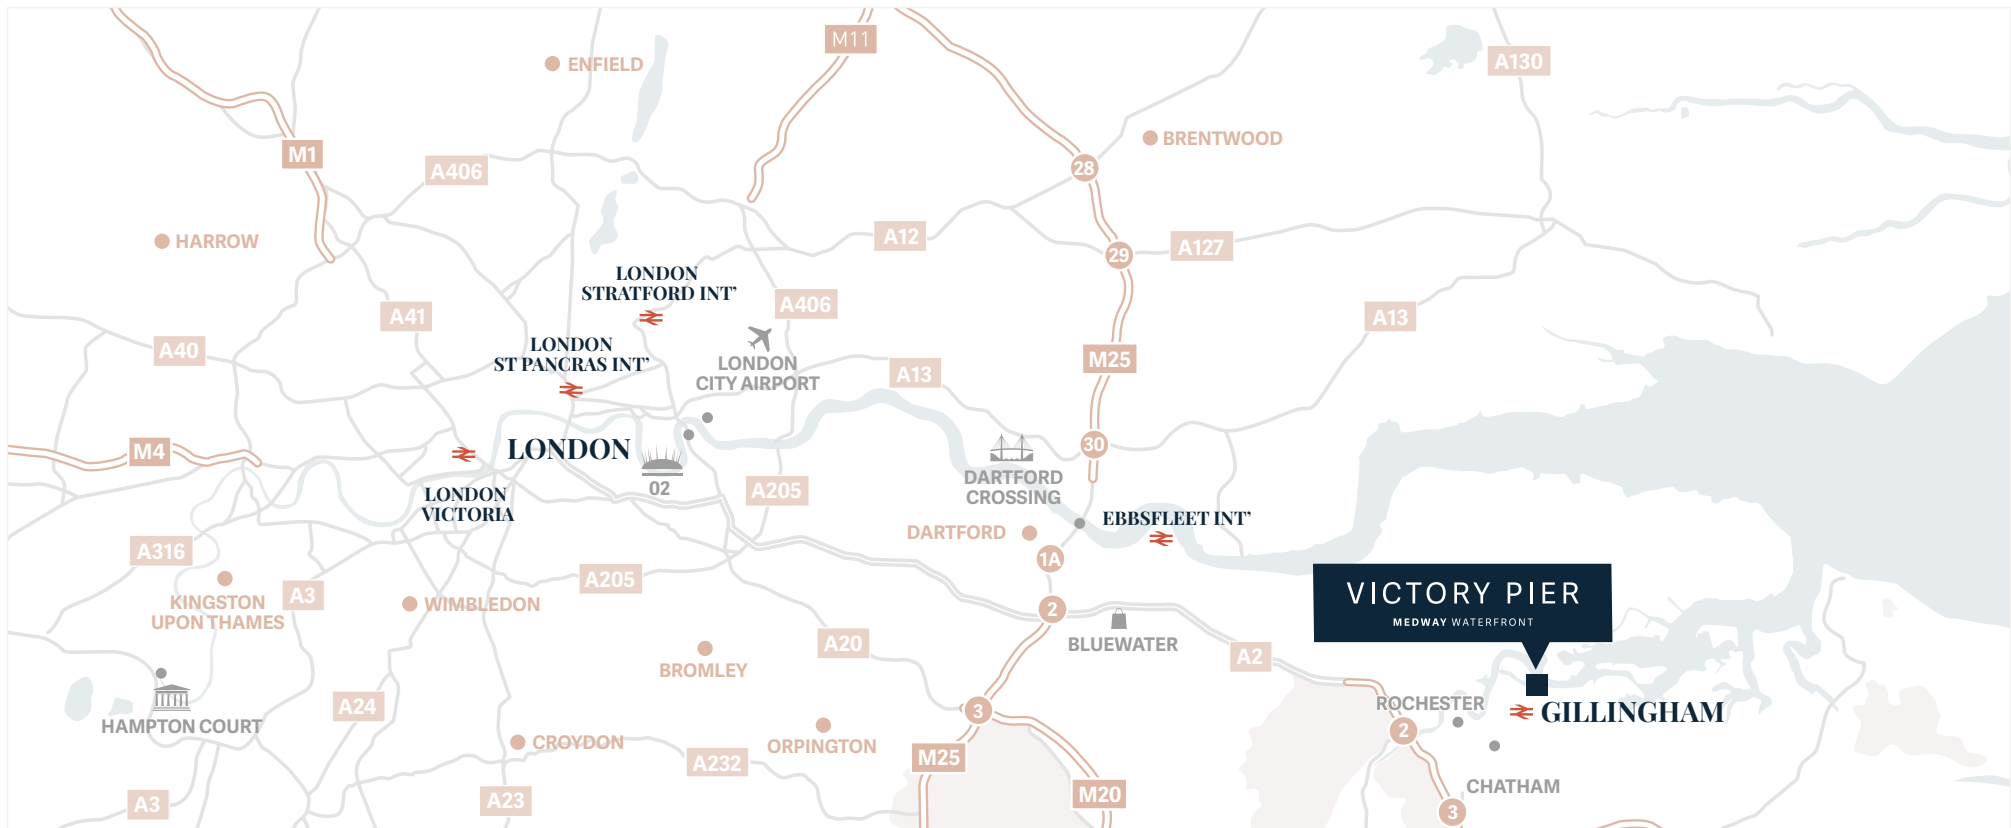 M11
ENFIELD
A130
M1
BRENTWOOD
A406
28
HARROW
A12
A127
29
LONDON
STRATFORD INT’
A406
A41
A13
A40
LONDON
ST PANCRAS INT’
LONDON
CITY AIRPORT
A13
M25
M4
LONDON
30
02
DARTFORD
CROSSING
A205
LONDON
VICTORIA
EBBSFLEET INT’
DARTFORD
A316
1A
A205
KINGSTON
UPON THAMES
A3
WIMBLEDON
2
VICTORY PIER
MEDWAY WATERFRONT
A20
BLUEWATER
A2
BROMLEY
HAMPTON COURT
A24
3
ROCHESTER
GILLINGHAM
2
CROYDON
ORPINGTON
A232
M25
CHATHAM
A3
A23
M20
3